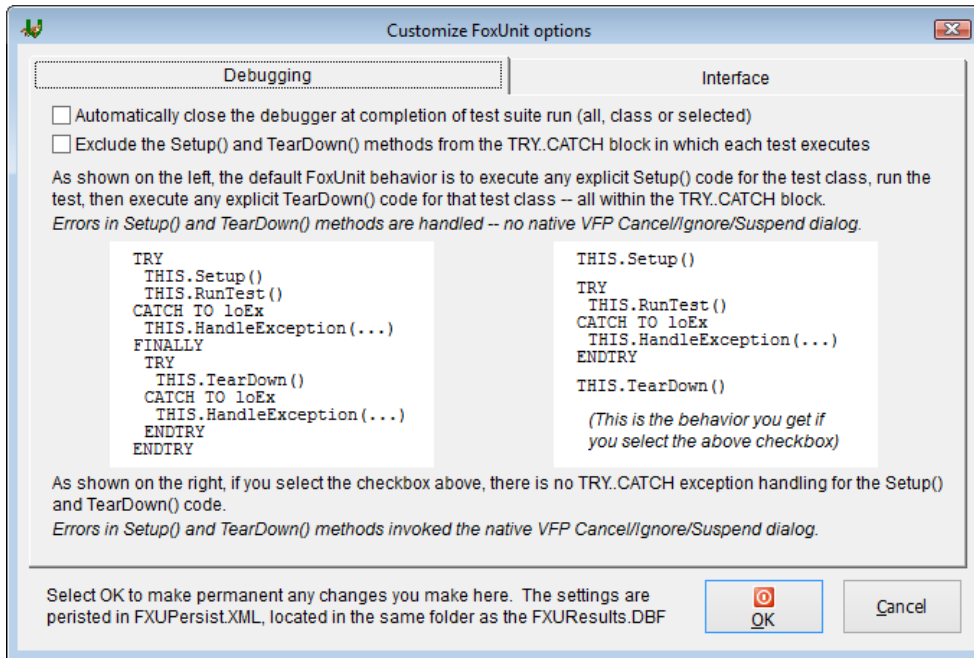 Customize FoxUnit options
Debugging
Interface
Automatically close the debugger at completion of test suite run (all, class or selected)
Exclude the Setup() and TearDown() methods from the TRY..CATCH block in which each test executes
As shown on the left, the default FoxUnit behavior is to execute any explicit Setup() code for the test class, run the
test, then execute any explicit TearDown() code for that test class -- all within the TRY..CATCH block.
Errors in Setup() and TearDown() methods are handled -- no native VFP Cancel/Ignore/Suspend dialog.
TRY
THIS.Setup()
THIS.RunTest()
CATCH TO loEx
THIS.HandleException(...)
FINALLY
TRY
THIS.TearDown()
CATCH TO loEx
THIS.HandleException(...)
ENDTRY
ENDTRY
THIS.Setup()
TRY
THIS.RunTest()
CATCH TO loEx
THIS.HandleException(...)
ENDTRY
THIS.TearDown()
(This is the behavior you get if
you select the above checkbox)
As shown on the right, if you select the checkbox above, there is no TRY..CATCH exception handling for the Setup()
and TearDown() code.
Errors in Setup() and TearDown() methods invoked the native VFP Cancel/Ignore/Suspend dialog.
Select OK to make permanent any changes you make here. The settings are
peristed in FXUPersist.XML, located in the same folder as the FXUResults.DBF
OK
Cancel